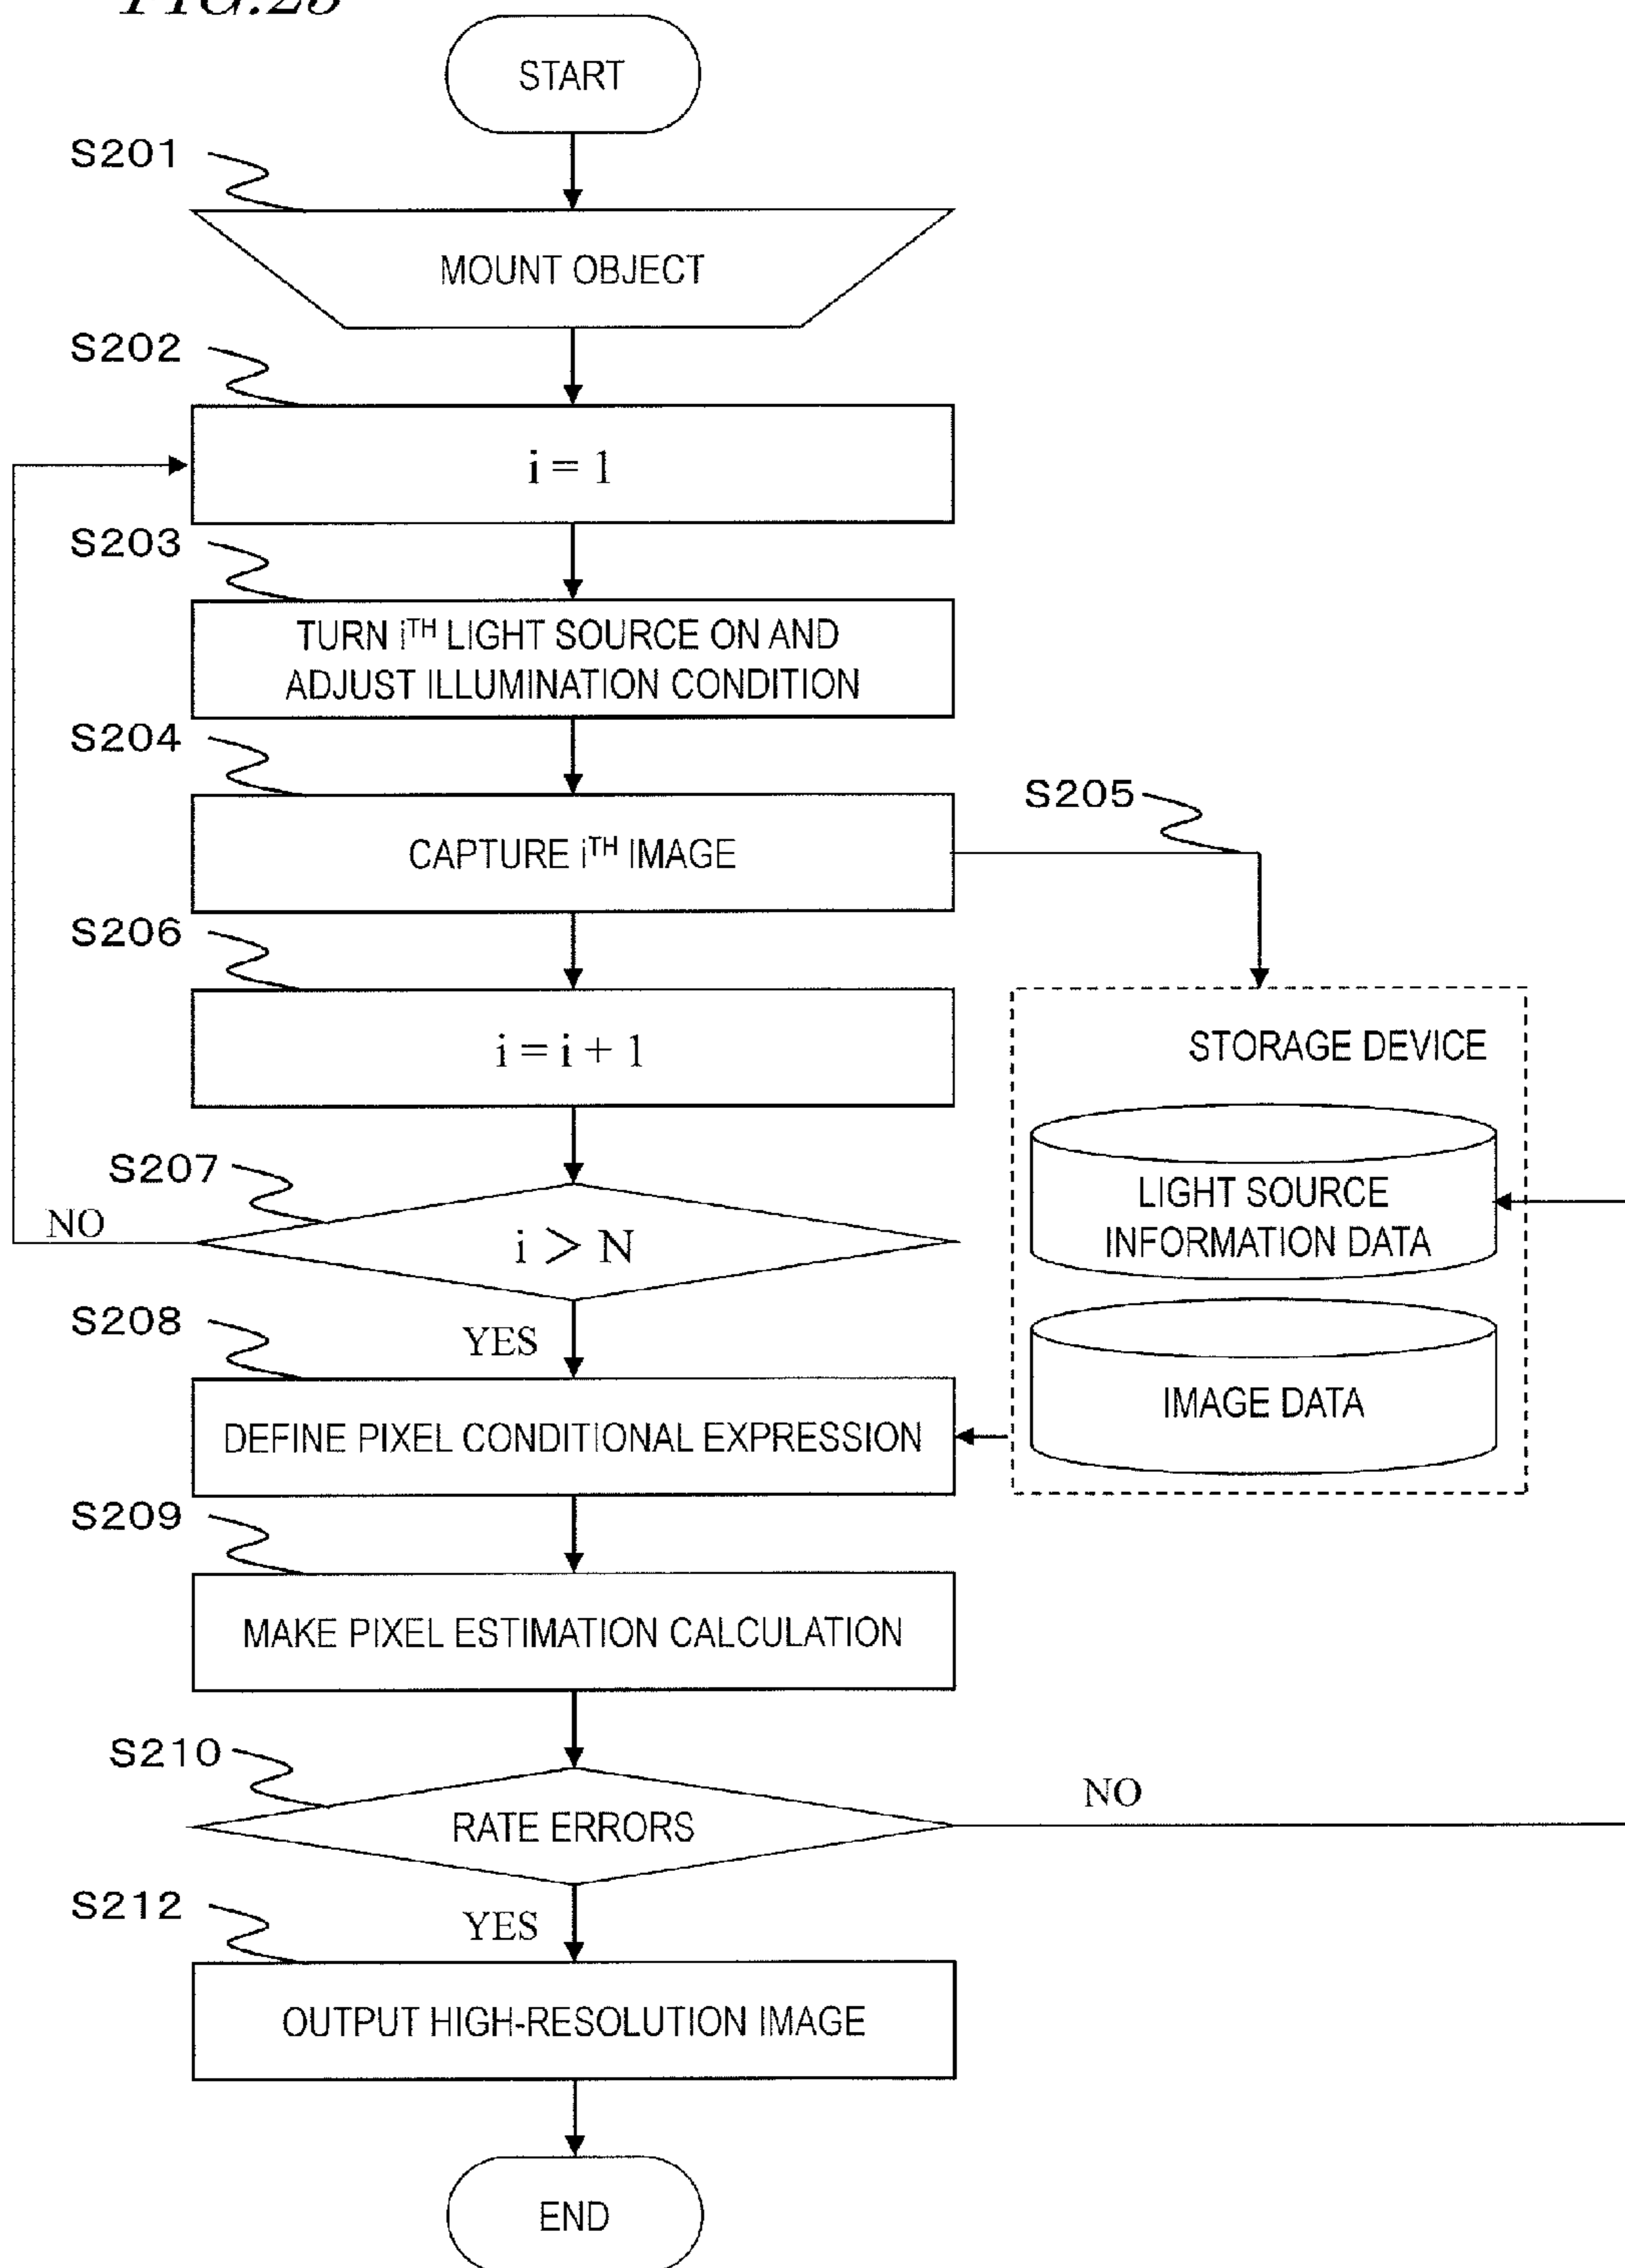 START
S201
MOUNT OBJECT
S202
i = 1
S203
TURN iTH LIGHT SOURCE ON AND
ADJUST ILLUMINATION CONDITION
S204
CAPTURE iTH IMAGE
S205
S206
i = i + 1
STORAGE DEVICE
LIGHT SOURCE
INFORMATION DATA
IMAGE DATA
S207
NO
i > N
YES
S208
DEFINE PIXEL CONDITIONAL EXPRESSION
S209
MAKE PIXEL ESTIMATION CALCULATION
S210
RATE ERRORS
NO
YES
S212
OUTPUT HIGH-RESOLUTION IMAGE
END